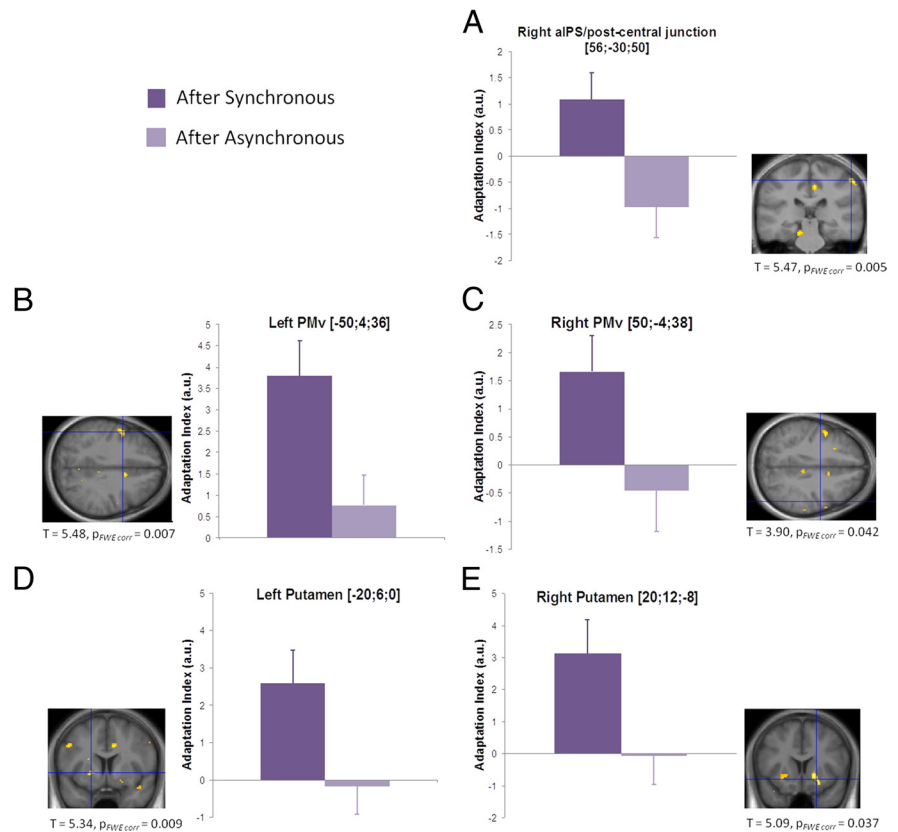 A
Right aIPS/post-central junction
[56;-30;50]
After Synchronous
After Asynchronous
Adaptation Index (a.u.)
2
1.5
1
0.5
0
-0.5
-1
-1.5
-2
T = 5.47, pFWE corr = 0.005
B
Left PMv [-50;4;36]
Adaptation Index (a.u.)
5
4.5
4
3.5
3
2.5
2
1.5
1
0.5
0
T = 5.48, pFWE corr = 0.007
C
Right PMv [50;-4;38]
Adaptation Index (a.u.)
2.5
2
1.5
1
0.5
0
-0.5
-1
-1.5
T = 3.90, pFWE corr = 0.042
D
Left Putamen [-20;6;0]
Adaptation Index (a.u.)
5
4
3
2
1
0
-1
T = 5.34, pFWE corr = 0.009
E
Right Putamen [20;12;-8]
Adaptation Index (a.u.)
5
4
3
2
1
0
-1
-2
T = 5.09, pFWE corr = 0.037